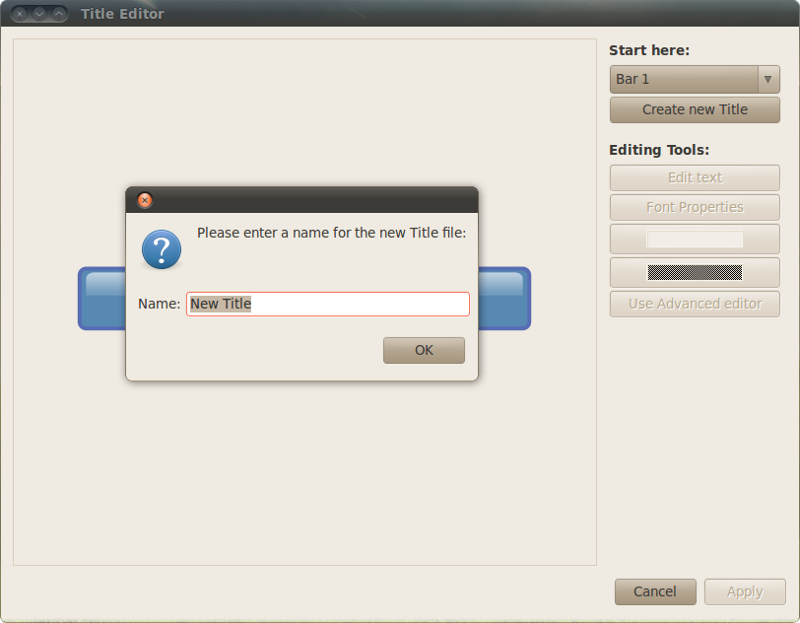 Title Editor
Start here:
Bar 1
Create new Title
Editing Tools:
Edit text
Font Properties
Use Advanced editor
Please enter a name for the new Title file:
Name: New Title
OK
Cancel Apply